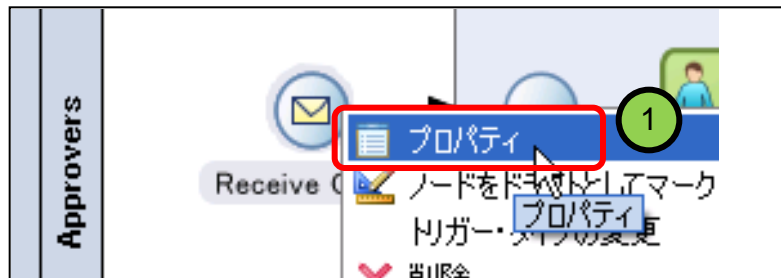 Approvers
1
プロパティ
Receive
ノードをドラフトとしてマーク
プロパティ
トリガー・タイプの変更
削除